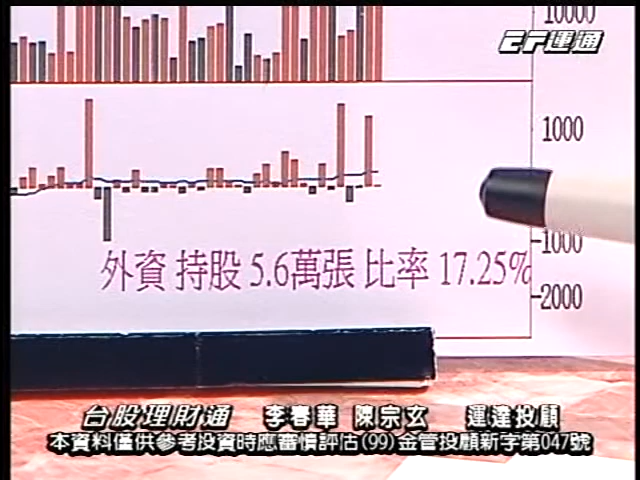 10000
運通
1000
-1000
外資 持股 5.6萬張 比率 17.25%
-2000
台股理財通 李春華 陳宗玄 運達投顧
本資料僅供參考投資時應審慎評估(99)金管投顧新字第047號